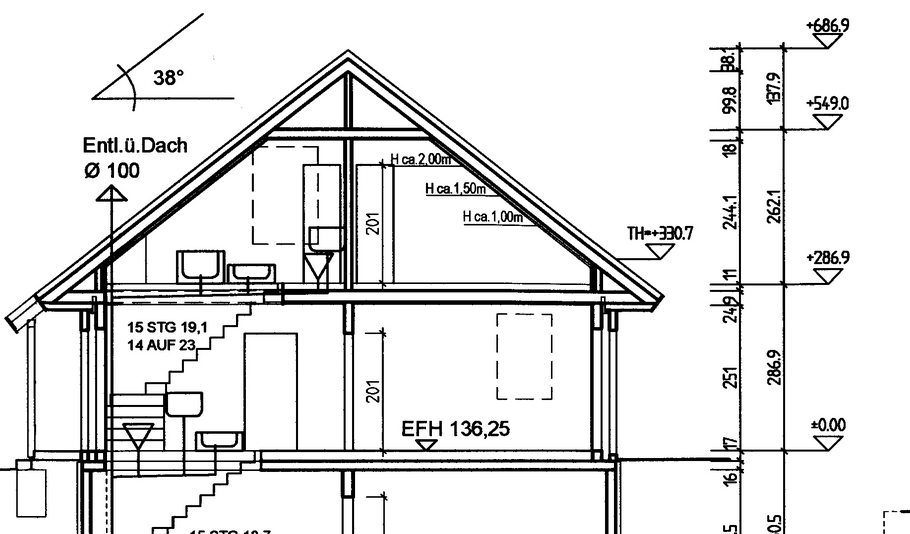 +686.9
38°
38.1
137.9
99.8
+549.0
Entl.ü.Dach
Ø 100
18
H ca.2,00m
H ca.1,50m
H ca.1,00m
201
244.1
262.1
TH=+330.7
+286.9
11
24.9
15 STG 19,1
14 AUF 23
201
251
286.9
EFH 136,25
±0.00
17
16